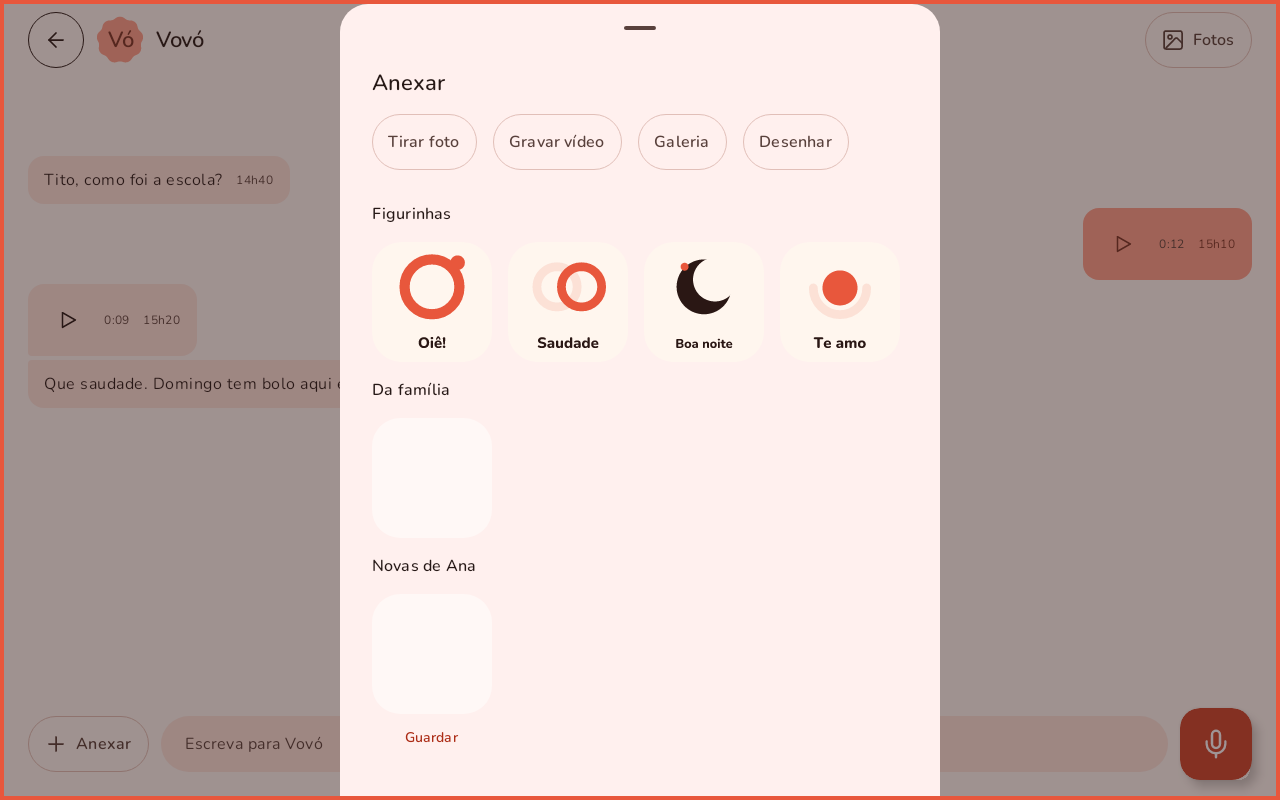 Vó Vovó
Fotos
Anexar
Tirar foto Gravar vídeo Galeria Desenhar
Tito, como foi a escola? 14h40
Figurinhas
0:12 15h10
0:09 15h20
Oiê! Saudade Boa noite Te amo
Que saudade. Domingo tem bolo aqui
Da família
Novas de Ana
Guardar
Anexar
Escreva para Vovó